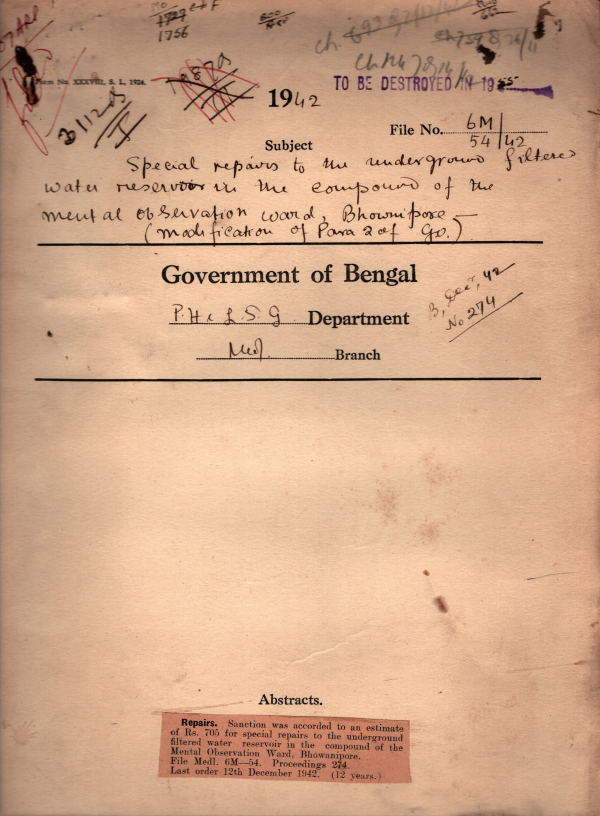 1756
Form No. XXXVIII, S. L., 1924.
TO BE DESTROYED IN 1955
1942
File No. 6M
54/42
Subject
Special repairs to the underground filtered
water reservoir in the compound of the
mental observation ward, Bhownipore
(modification of Para 2 of Go.)
Government of Bengal
P.H & L.S.G Department
B, Dec, 42
No 274
Medl. Branch
Abstracts.
Repairs. Sanction was accorded to an estimate
of Rs. 705 for special repairs to the underground
filtered water reservoir in the compound of the
Mental Observation Ward, Bhowanipore.
File Medl. 6M—54. Proceedings 274.
Last order 12th December 1942. (12 years.)